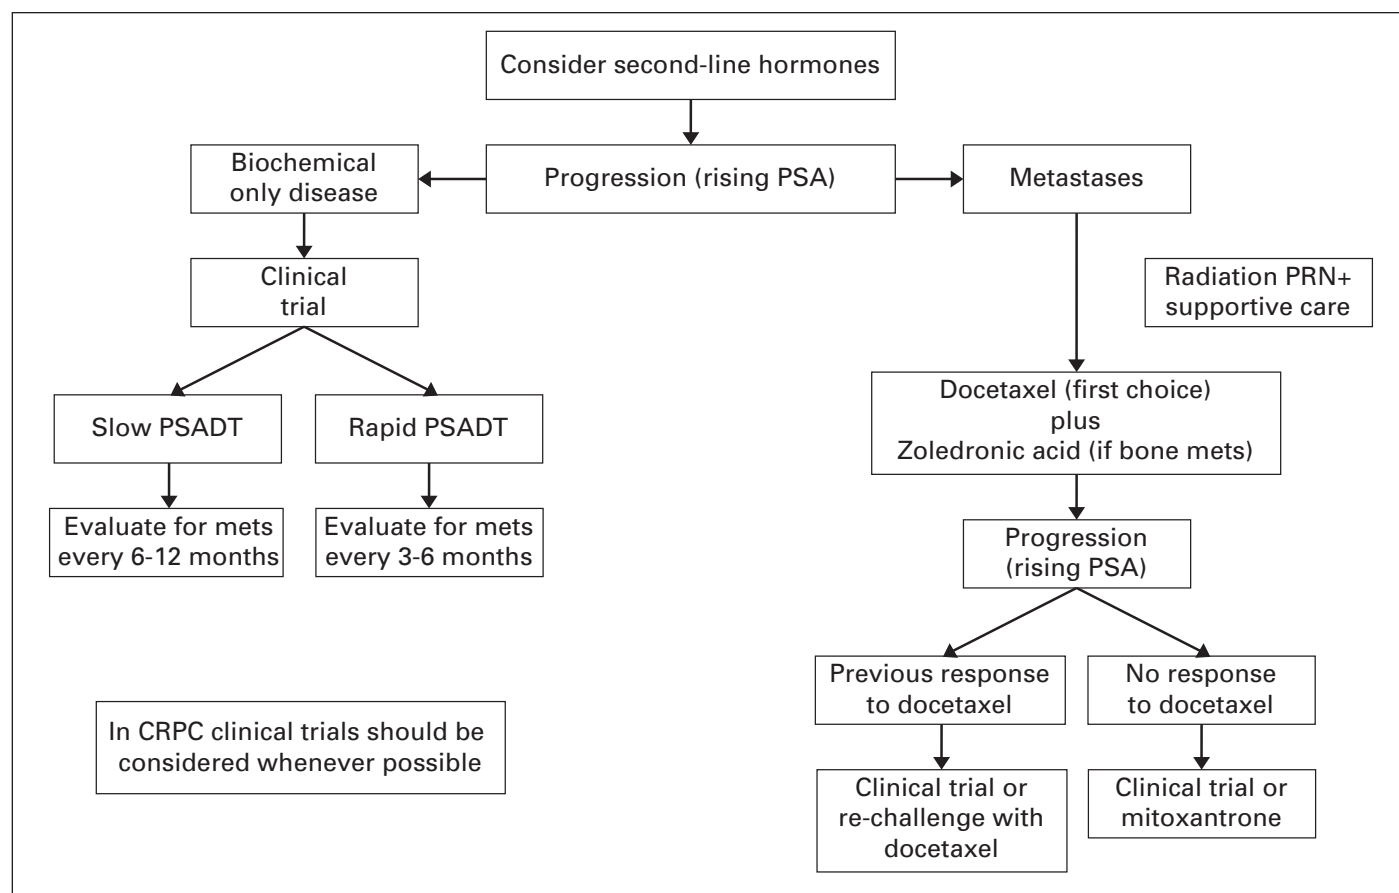 Consider second-line hormones
Biochemical
only disease
Progression (rising PSA)
Metastases
Clinical
trial
Radiation PRN+
supportive care
Slow PSADT
Rapid PSADT
Docetaxel (first choice)
plus
Zoledronic acid (if bone mets)
Evaluate for mets
every 6-12 months
Evaluate for mets
every 3-6 months
Progression
(rising PSA)
Previous response
to docetaxel
No response
to docetaxel
In CRPC clinical trials should be
considered whenever possible
Clinical trial or
re-challenge with
docetaxel
Clinical trial or
mitoxantrone